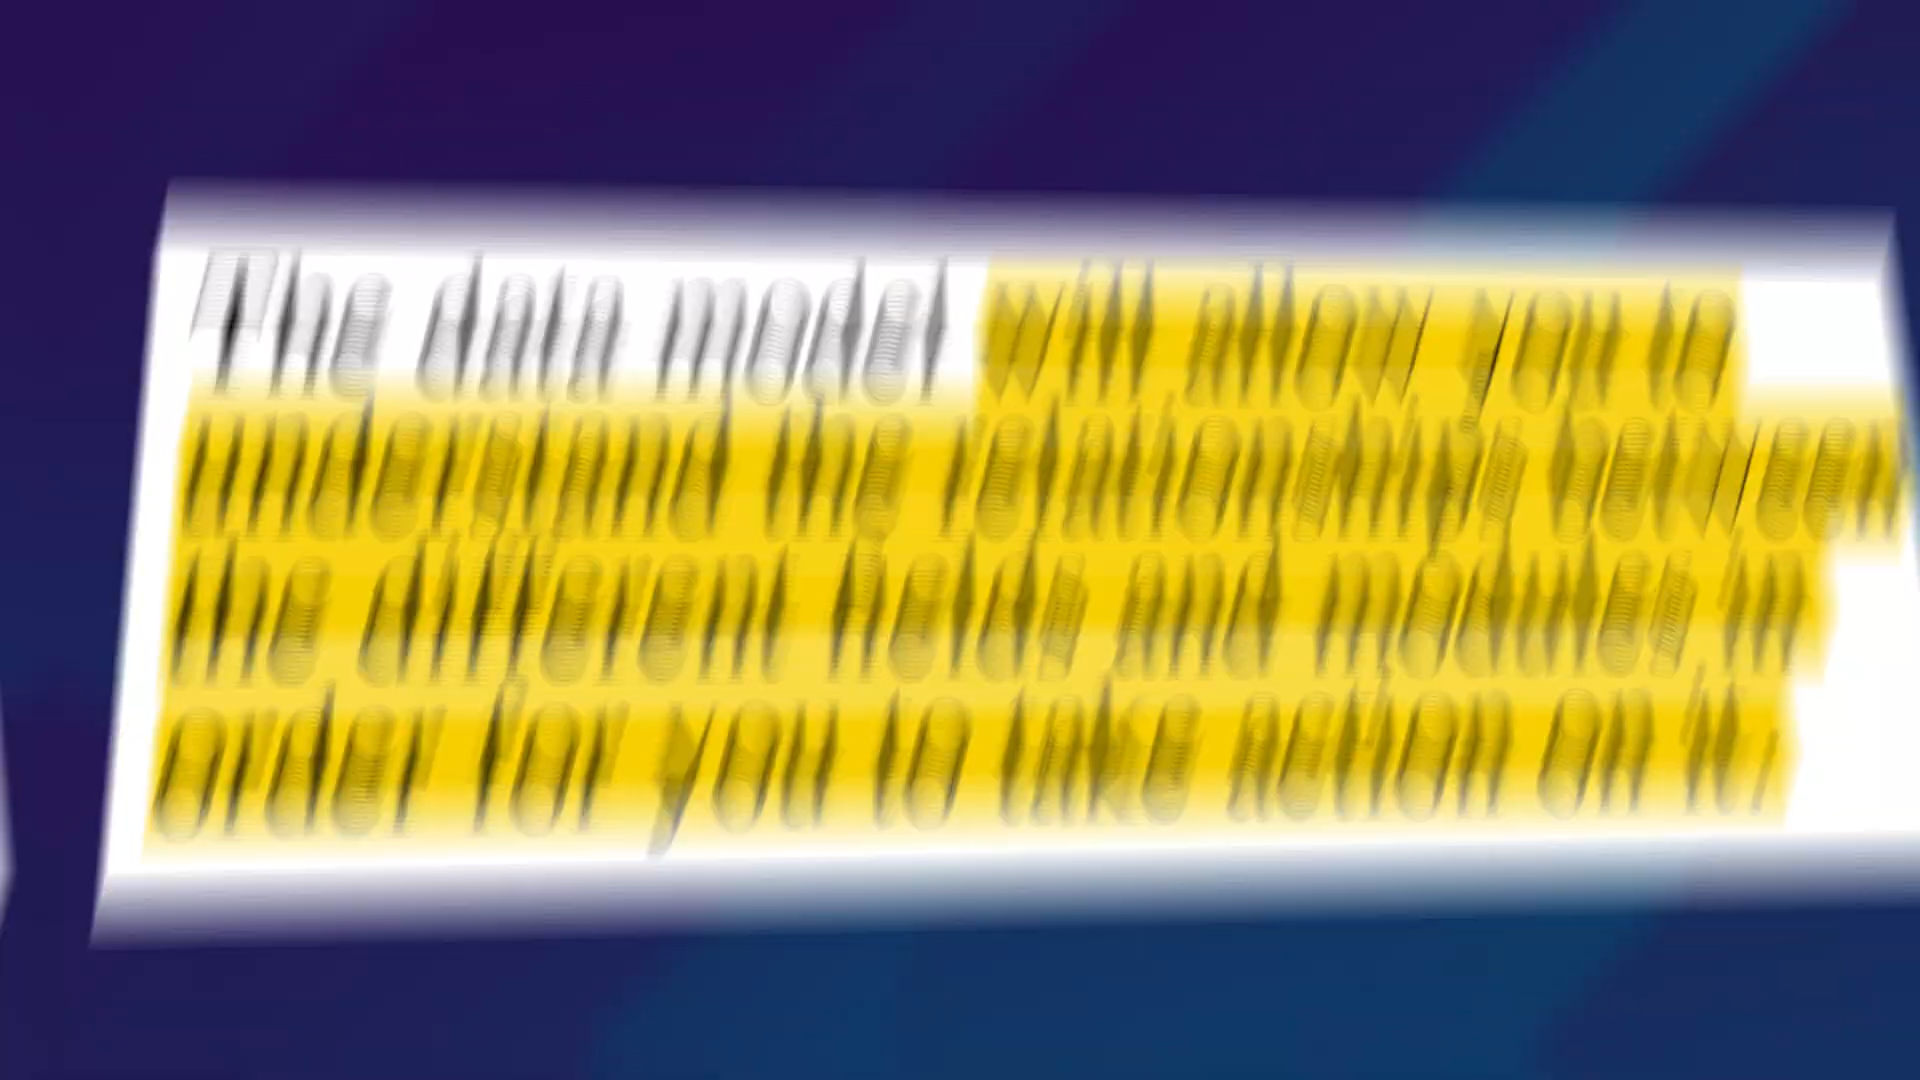 The data model will allow you to
understand the relationship between
the different fields and modules in
order for you to take action on it.